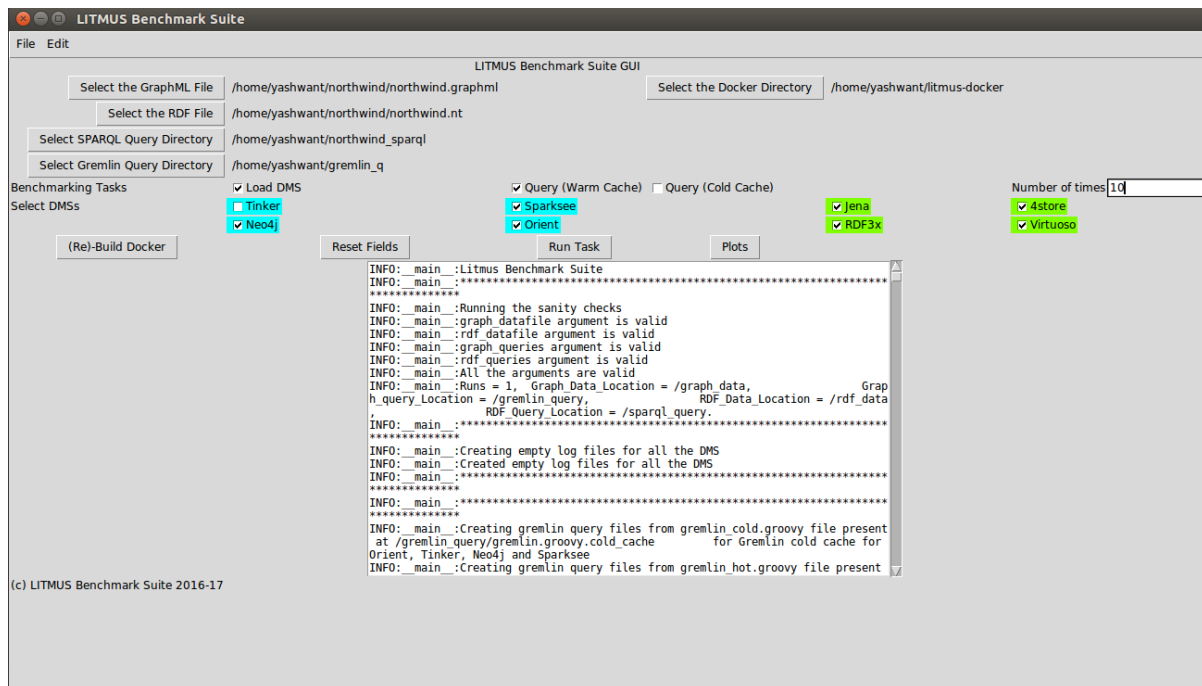 LITMUS Benchmark Suite
File Edit
LITMUS Benchmark Suite GUI
Select the GraphML File /home/yashwant/northwind/northwind.graphml Select the Docker Directory /home/yashwant/litmus-docker
Select the RDF File /home/yashwant/northwind/northwind.nt
Select SPARQL Query Directory /home/yashwant/northwind_sparql
Select Gremlin Query Directory /home/yashwant/gremlin_q
Benchmarking Tasks Load DMS Query (Warm Cache) Query (Cold Cache) Number of times 10
Select DMSs Tinker Sparksee Jena 4store
Neo4j Orient RDF3x Virtuoso
(Re)-Build Docker Reset Fields Run Task Plots
INFO:__main__:Litmus Benchmark Suite
INFO:__main__:******************************************************************
**************
INFO:__main__:Running the sanity checks
INFO:__main__:graph_datafile argument is valid
INFO:__main__:rdf_datafile argument is valid
INFO:__main__:graph_queries argument is valid
INFO:__main__:rdf_queries argument is valid
INFO:__main__:All the arguments are valid
INFO:__main__:Runs = 1, Graph_Data_Location = /graph_data, Grap
h_query_Location = /gremlin_query, RDF_Data_Location = /rdf_data
, RDF_Query_Location = /sparql_query.
INFO:__main__:******************************************************************
**************
INFO:__main__:Creating empty log files for all the DMS
INFO:__main__:Created empty log files for all the DMS
INFO:__main__:******************************************************************
**************
INFO:__main__:******************************************************************
**************
INFO:__main__:Creating gremlin query files from gremlin_cold.groovy file present
at /gremlin_query/gremlin.groovy.cold_cache for Gremlin cold cache for
Orient, Tinker, Neo4j and Sparksee
INFO:__main__:Creating gremlin query files from gremlin_hot.groovy file present
(c) LITMUS Benchmark Suite 2016-17